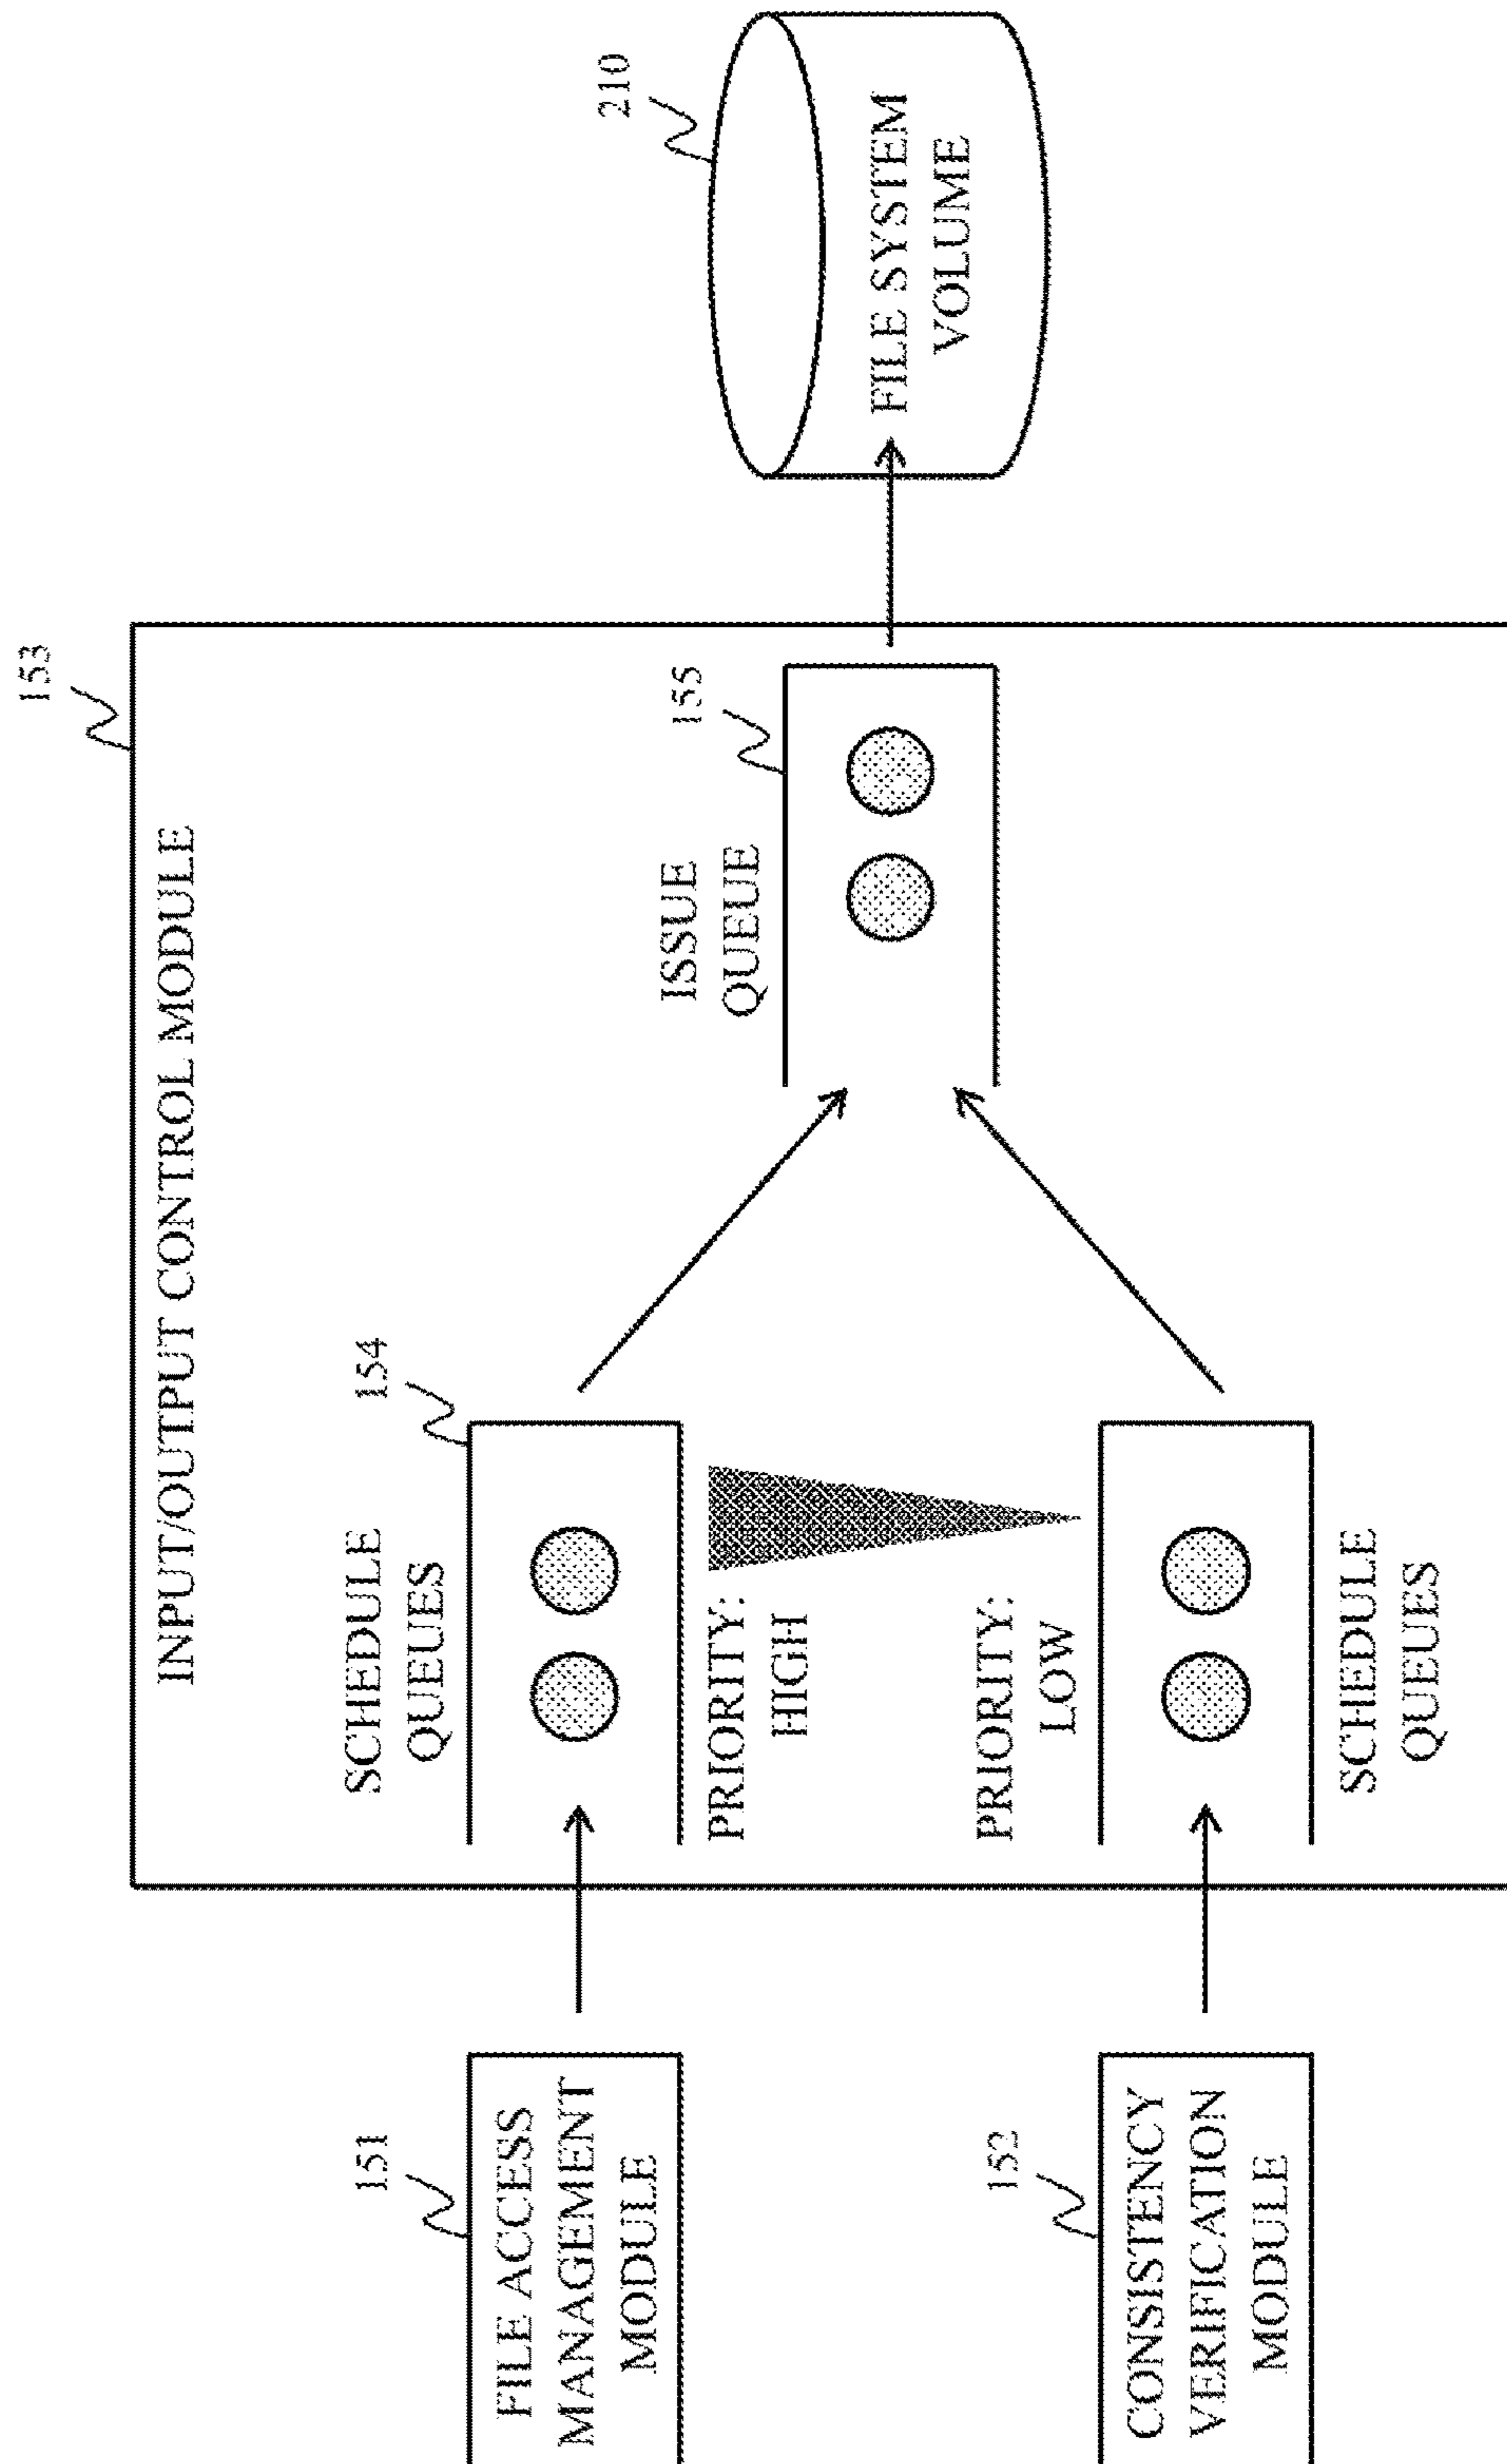 153
INPUT/OUTPUT CONTROL MODULE
151
FILE ACCESS
MANAGEMENT
MODULE
SCHEDULE
QUEUES
154
PRIORITY:
HIGH
ISSUE
QUEUE
155
210
FILE SYSTEM
VOLUME
152
CONSISTENCY
VERIFICATION
MODULE
PRIORITY:
LOW
SCHEDULE
QUEUES